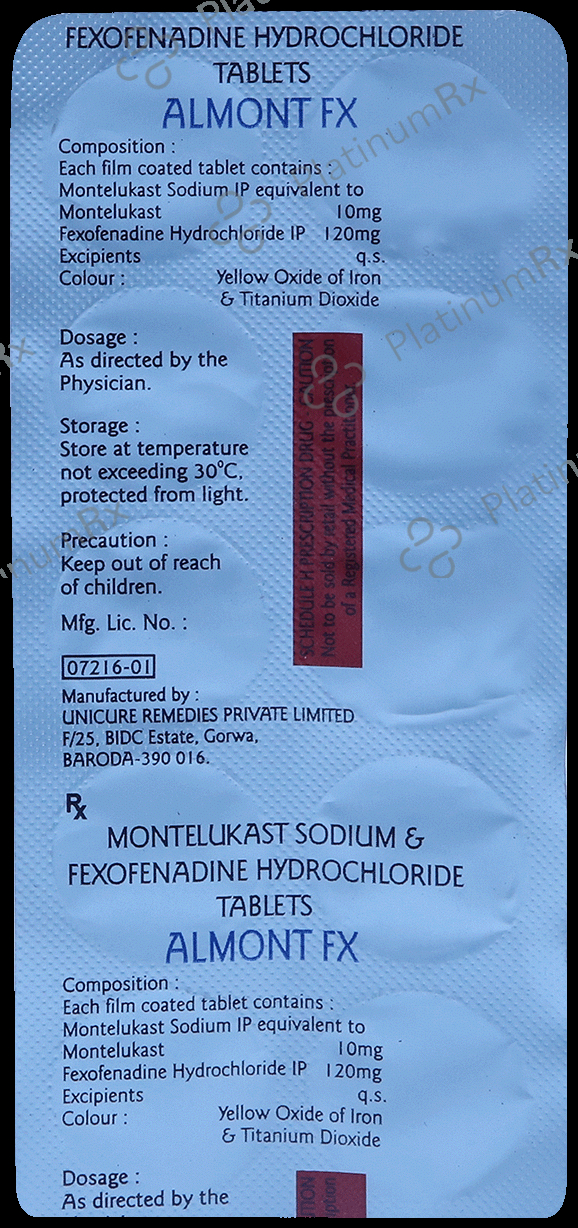 FEXOFENADINE HYDROCHLORIDE
TABLETS
ALMONT FX
Composition :
Each film coated tablet contains :
Montelukast Sodium IP equivalent to
Montelukast 10mg
Fexofenadine Hydrochloride IP 120mg
Excipients q.s.
Colour : Yellow Oxide of Iron
& Titanium Dioxide
Dosage :
As directed by the
Physician.
Storage :
Store at temperature
not exceeding 30°C,
protected from light.
Precaution :
Keep out of reach
of children.
Mfg. Lic. No. :
07216-01
Manufactured by :
UNICURE REMEDIES PRIVATE LIMITED
F/25, BIDC Estate, Gorwa,
BARODA-390 016.
SCHEDULE H PRESCRIPTION DRUG
Not to be sold by retail without the
of a Registered Medical Practitioner
Rx
MONTELUKAST SODIUM &
FEXOFENADINE HYDROCHLORIDE
TABLETS
ALMONT FX
Composition :
Each film coated tablet contains :
Montelukast Sodium IP equivalent to
Montelukast 10mg
Fexofenadine Hydrochloride IP 120mg
Excipients q.s.
Colour : Yellow Oxide of Iron
& Titanium Dioxide
Dosage :
As directed by the
PlatinumRx
PlatinumRx